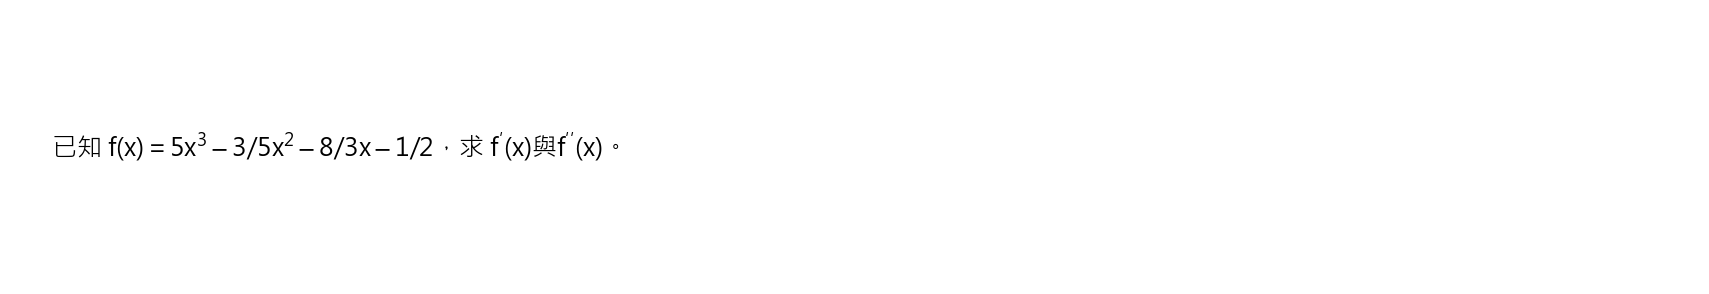 已知 f(x) = 5x³ – 3/5x² – 8/3x – 1/2，求 f′(x)與f′′(x)。